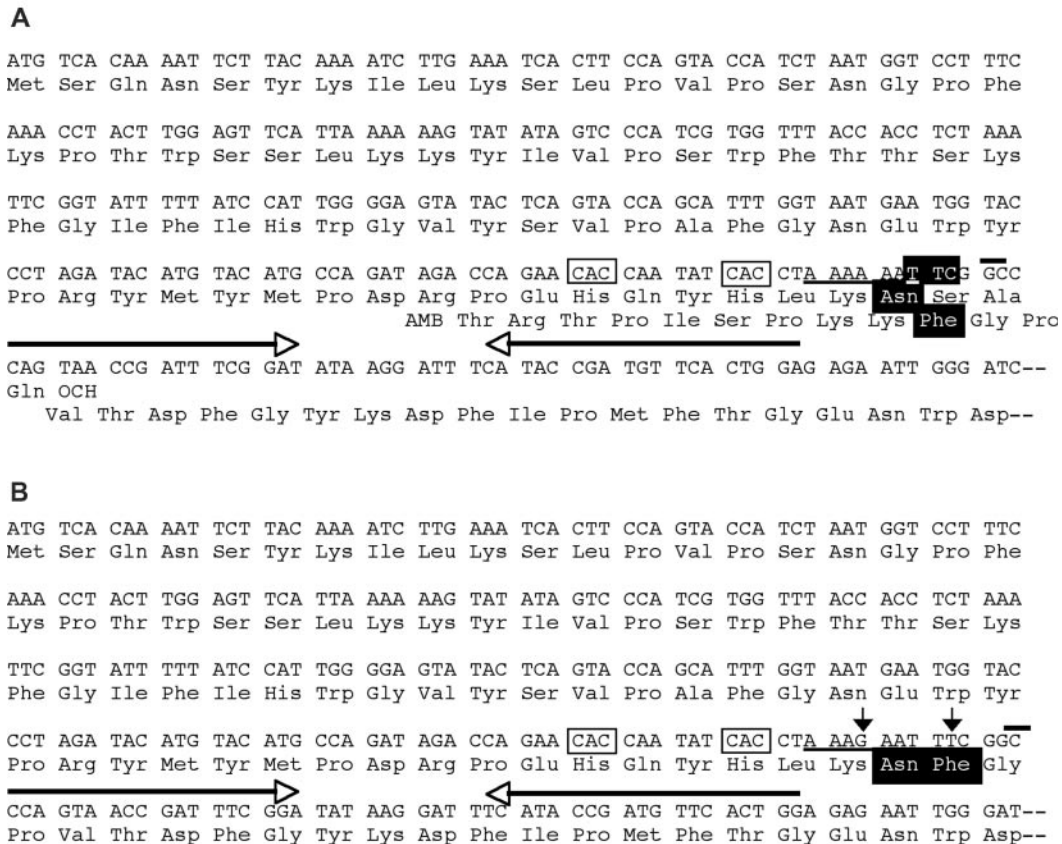 A
ATG TCA CAA AAT TCT TAC AAA ATC TTG AAA TCA CTT CCA GTA CCA TCT AAT GGT CCT TTC
Met Ser Gln Asn Ser Tyr Lys Ile Leu Lys Ser Leu Pro Val Pro Ser Asn Gly Pro Phe
AAA CCT ACT TGG AGT TCA TTA AAA AAG TAT ATA GTC CCA TCG TGG TTT ACC ACC TCT AAA
Lys Pro Thr Trp Ser Ser Leu Lys Lys Tyr Ile Val Pro Ser Trp Phe Thr Thr Ser Lys
TTC GGT ATT TTT ATC CAT TGG GGA GTA TAC TCA GTA CCA GCA TTT GGT AAT GAA TGG TAC
Phe Gly Ile Phe Ile His Trp Gly Val Tyr Ser Val Pro Ala Phe Gly Asn Glu Trp Tyr
CCT AGA TAC ATG TAC ATG CCA GAT AGA CCA GAA CAC CAA TAT CAC CTA AAA AAT TCG GCC
Pro Arg Tyr Met Tyr Met Pro Asp Arg Pro Glu His Gln Tyr His Leu Lys Asn Ser Ala
AMB Thr Arg Thr Pro Ile Ser Pro Lys Lys Phe Gly Pro
CAG TAA CCG ATT TCG GAT ATA AGG ATT TCA TAC CGA TGT TCA CTG GAG AGA ATT GGG ATC--
Gln OCH
Val Thr Asp Phe Gly Tyr Lys Asp Phe Ile Pro Met Phe Thr Gly Glu Asn Trp Asp--
B
ATG TCA CAA AAT TCT TAC AAA ATC TTG AAA TCA CTT CCA GTA CCA TCT AAT GGT CCT TTC
Met Ser Gln Asn Ser Tyr Lys Ile Leu Lys Ser Leu Pro Val Pro Ser Asn Gly Pro Phe
AAA CCT ACT TGG AGT TCA TTA AAA AAG TAT ATA GTC CCA TCG TGG TTT ACC ACC TCT AAA
Lys Pro Thr Trp Ser Ser Leu Lys Lys Tyr Ile Val Pro Ser Trp Phe Thr Thr Ser Lys
TTC GGT ATT TTT ATC CAT TGG GGA GTA TAC TCA GTA CCA GCA TTT GGT AAT GAA TGG TAC
Phe Gly Ile Phe Ile His Trp Gly Val Tyr Ser Val Pro Ala Phe Gly Asn Glu Trp Tyr
CCT AGA TAC ATG TAC ATG CCA GAT AGA CCA GAA CAC CAA TAT CAC CTA AAG AAT TTC GGC
Pro Arg Tyr Met Tyr Met Pro Asp Arg Pro Glu His Gln Tyr His Leu Lys Asn Phe Gly
CCA GTA ACC GAT TTC GGA TAT AAG GAT TTC ATA CCG ATG TTC ACT GGA GAG AAT TGG GAT--
Pro Val Thr Asp Phe Gly Tyr Lys Asp Phe Ile Pro Met Phe Thr Gly Glu Asn Trp Asp--